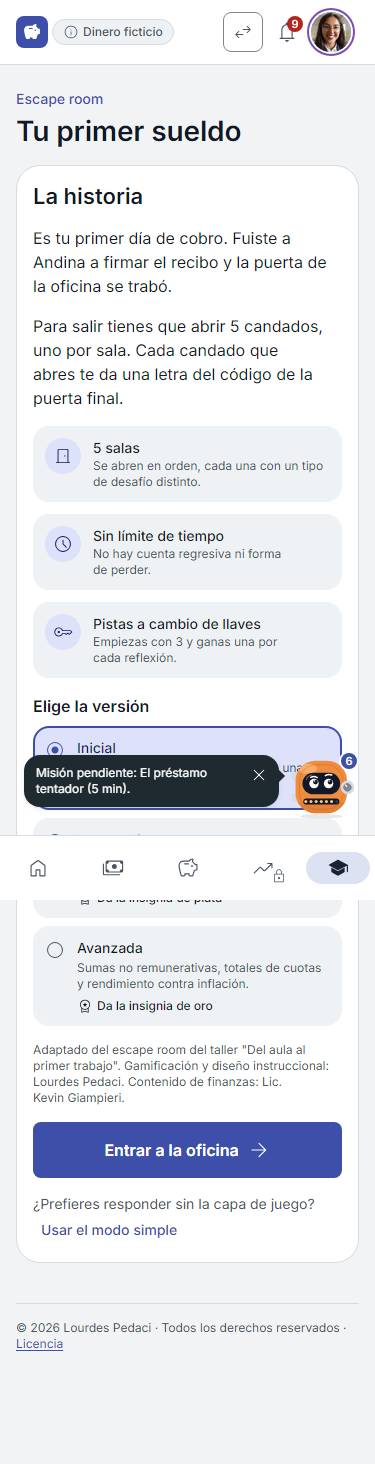 Dinero ficticio
9
Escape room
Tu primer sueldo
La historia
Es tu primer día de cobro. Fuiste a
Andina a firmar el recibo y la puerta de
la oficina se trabó.
Para salir tienes que abrir 5 candados,
uno por sala. Cada candado que
abres te da una letra del código de la
puerta final.
5 salas
Se abren en orden, cada una con un tipo
de desafío distinto.
Sin límite de tiempo
No hay cuenta regresiva ni forma
de perder.
Pistas a cambio de llaves
Empiezas con 3 y ganas una por
cada reflexión.
Elige la versión
Inicial
una
Misión pendiente: El préstamo
tentador (5 min).
6
Da la insignia de plata
Avanzada
Sumas no remunerativas, totales de cuotas
y rendimiento contra inflación.
Da la insignia de oro
Adaptado del escape room del taller "Del aula al
primer trabajo". Gamificación y diseño instruccional:
Lourdes Pedaci. Contenido de finanzas: Lic.
Kevin Giampieri.
Entrar a la oficina
¿Prefieres responder sin la capa de juego?
Usar el modo simple
© 2026 Lourdes Pedaci · Todos los derechos reservados ·
Licencia